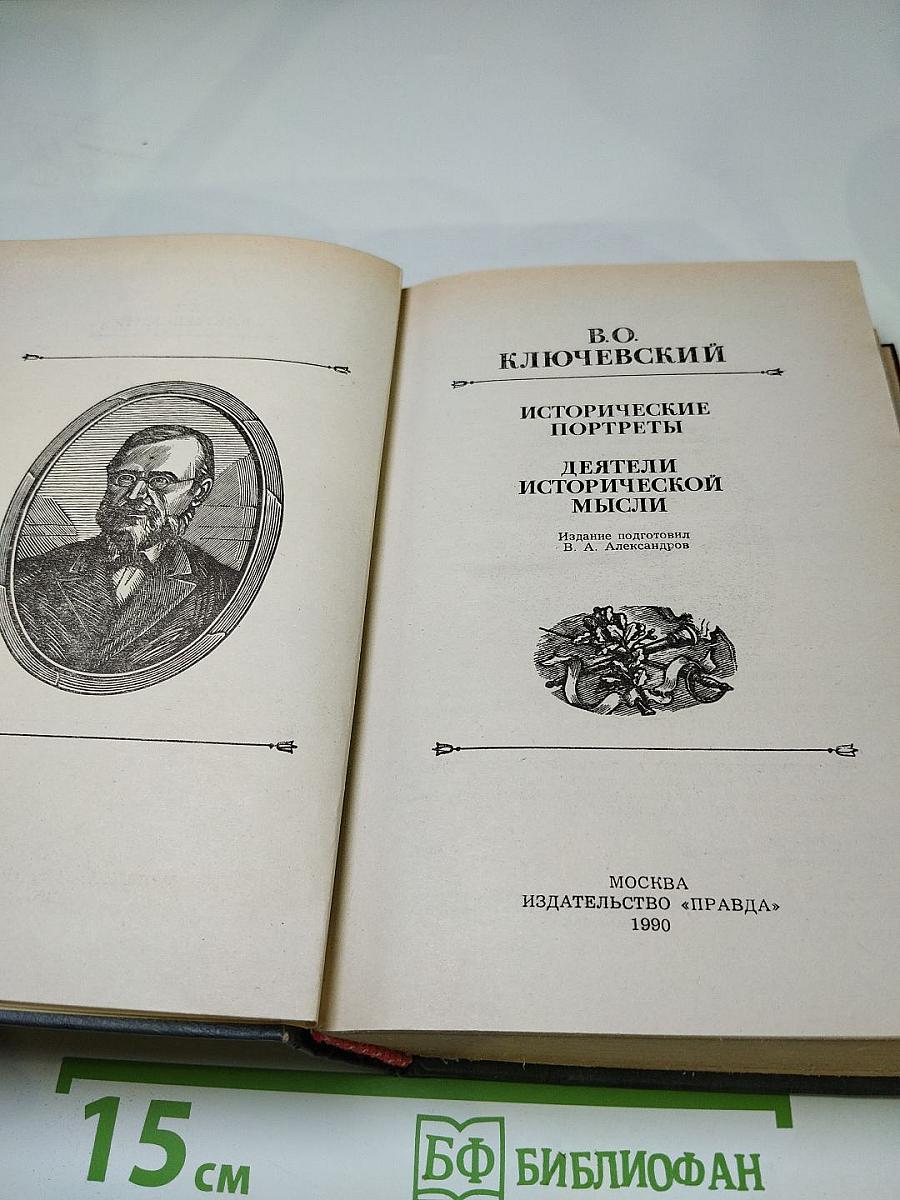 В.О.
КЛЮЧЕВСКИЙ
ИСТОРИЧЕСКИЕ
ПОРТРЕТЫ
ДЕЯТЕЛИ
ИСТОРИЧЕСКОЙ
МЫСЛИ
Издание подготовил
В. А. Александров
МОСКВА
ИЗДАТЕЛЬСТВО «ПРАВДА»
1990
15 см
БФ БИБЛИОФАН